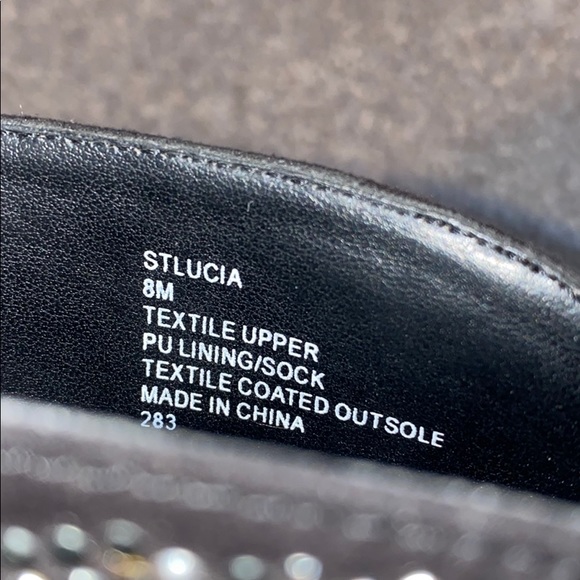 STLUCIA
8M
TEXTILE UPPER
PU LINING/SOCK
TEXTILE COATED OUTSOLE
MADE IN CHINA
283